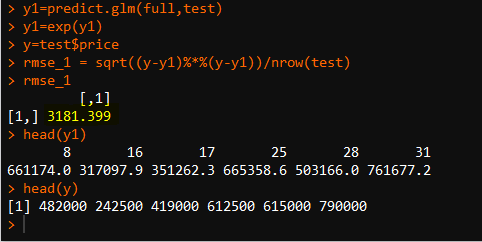 > y1=predict.glm(full,test)
> y1=exp(y1)
> y=test$price
> rmse_1 = sqrt((y-y1)%*%(y-y1))/nrow(test)
> rmse_1
         [,1]
[1,] 3181.399
> head(y1)
       8       16       17       25       28       31
661174.0 317097.9 351262.3 665358.6 503166.0 761677.2
> head(y)
[1] 482000 242500 419000 612500 615000 790000
>